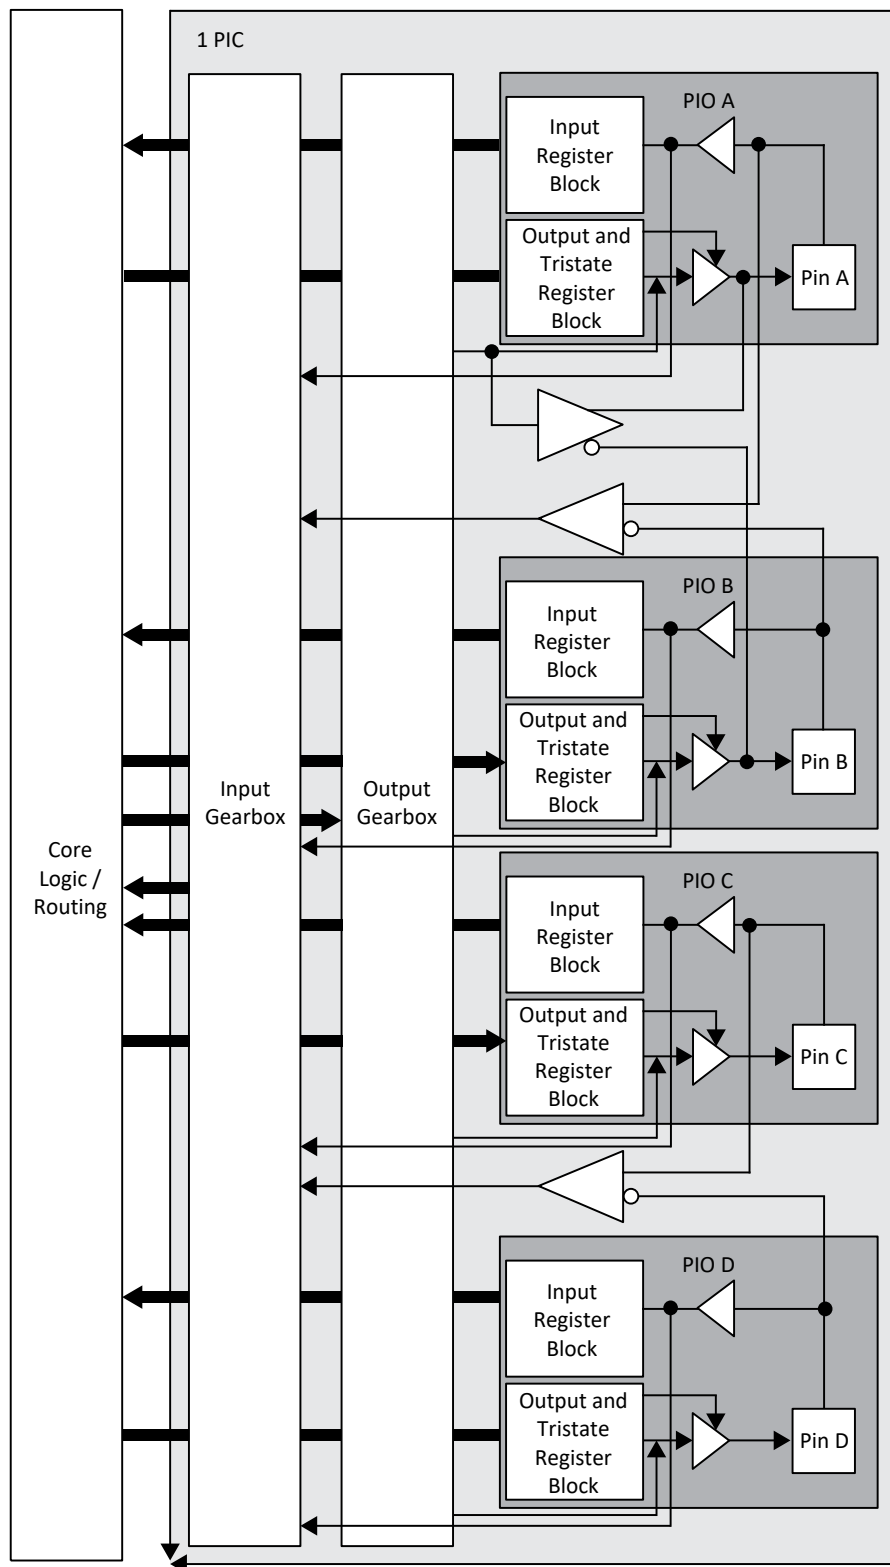 1 PIC
PIO A
Input
Register
Block
Output and
Tristate
Register
Block
Pin A
PIO B
Input
Register
Block
Output and
Tristate
Register
Block
Pin B
Input
Gearbox
Output
Gearbox
Core
Logic /
Routing
PIO C
Input
Register
Block
Output and
Tristate
Register
Block
Pin C
PIO D
Input
Register
Block
Output and
Tristate
Register
Block
Pin D